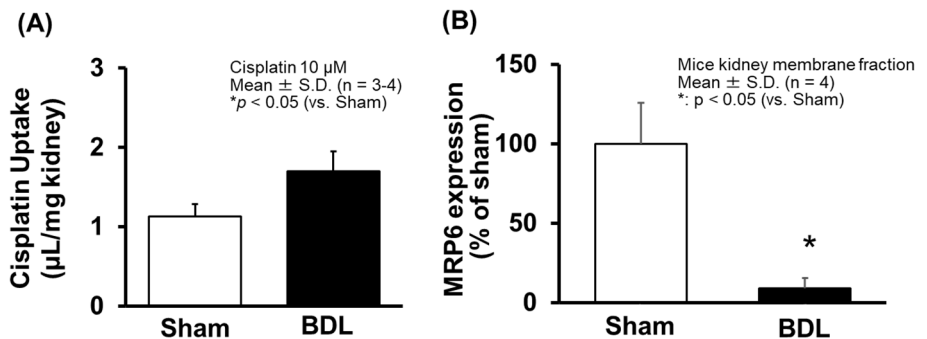 (A)
Cisplatin Uptake
(μL/mg kidney)
3
2
1
0
Cisplatin 10 μM
Mean ± S.D. (n = 3-4)
*p < 0.05 (vs. Sham)
Sham
BDL
(B)
MRP6 expression
(% of sham)
150
100
50
0
Mice kidney membrane fraction
Mean ± S.D. (n = 4)
*: p < 0.05 (vs. Sham)
*
Sham
BDL